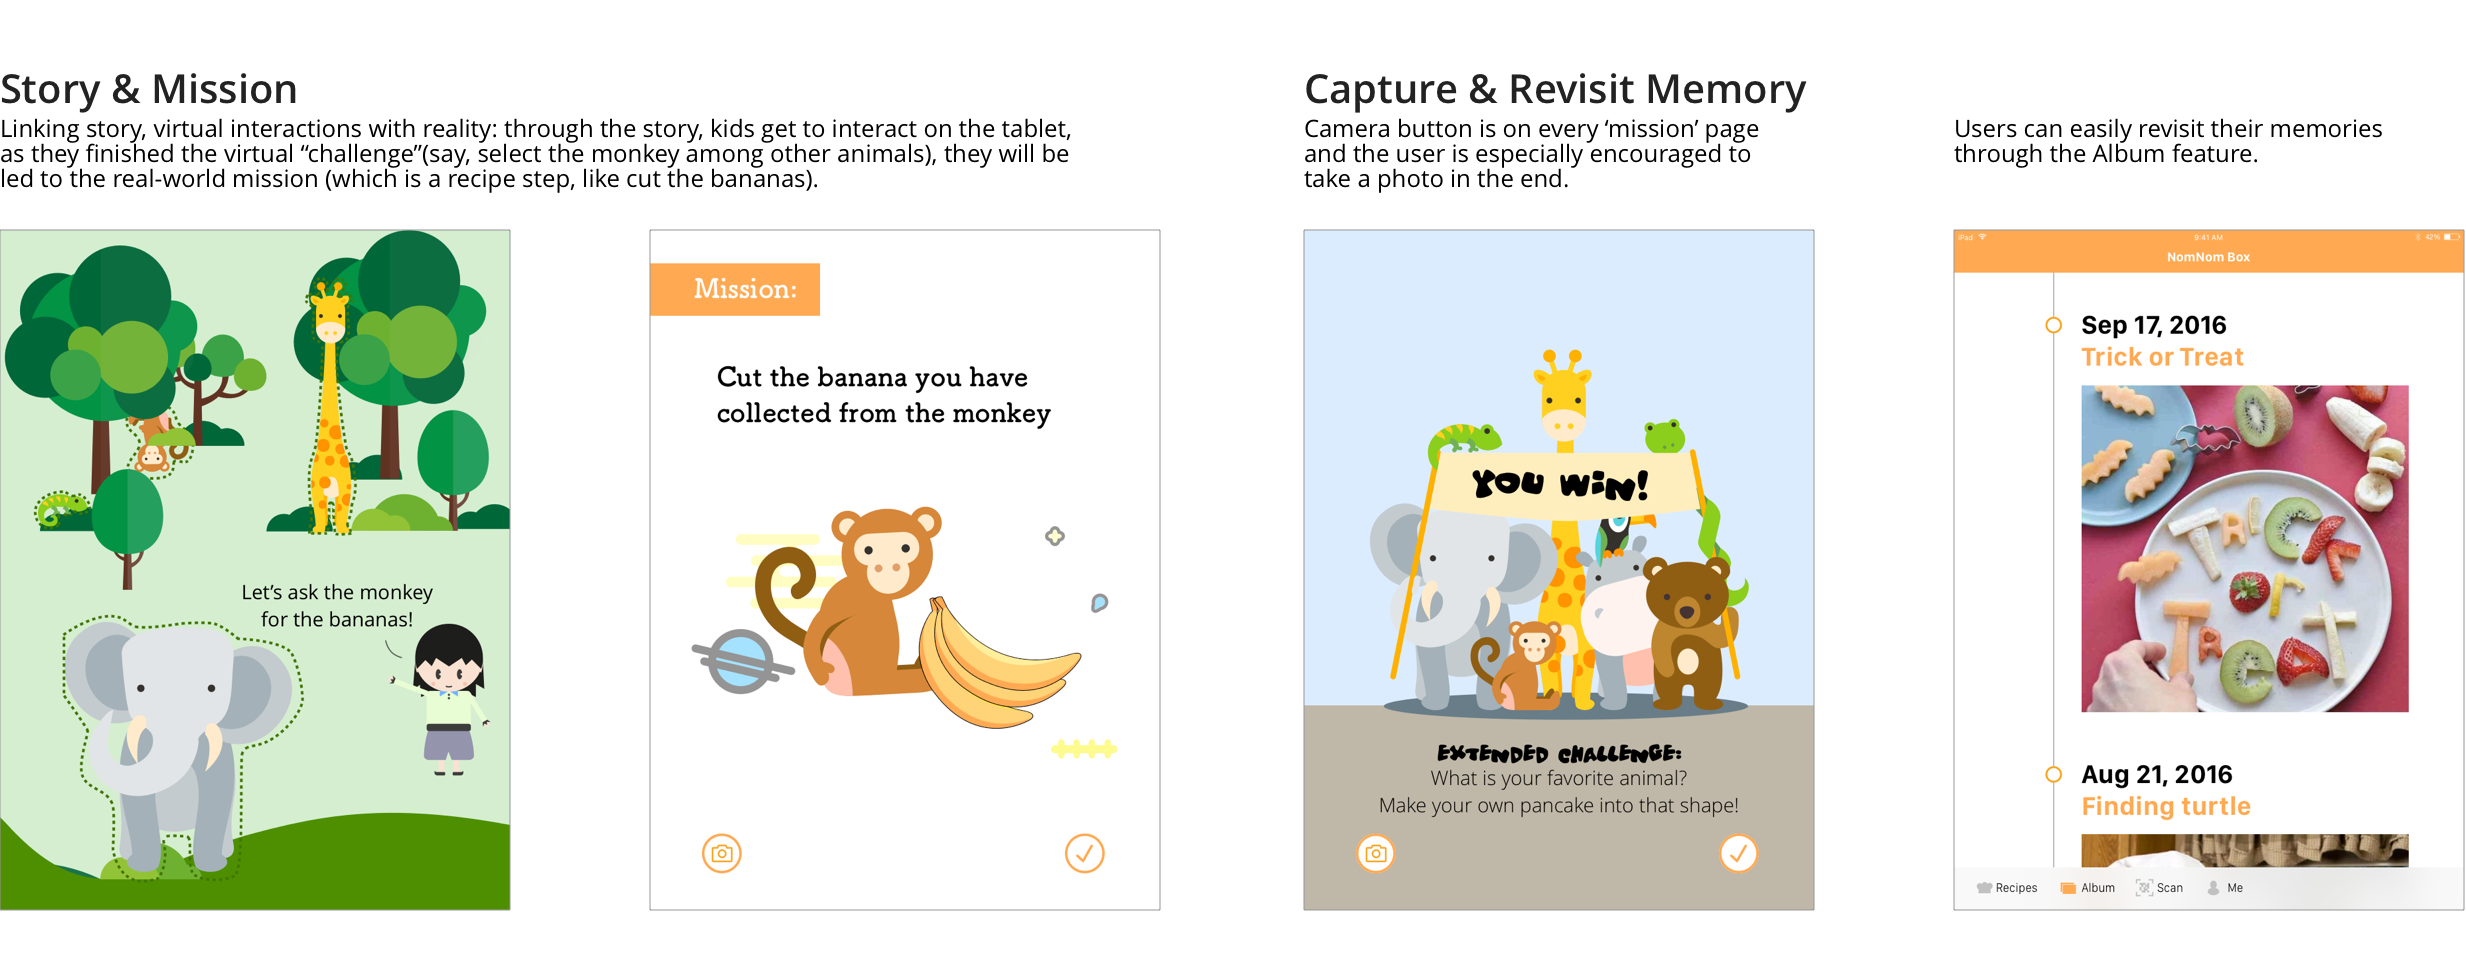 Story & Mission
Linking story, virtual interactions with reality: through the story, kids get to interact on the tablet,
as they finished the virtual “challenge”(say, select the monkey among other animals), they will be
led to the real-world mission (which is a recipe step, like cut the bananas).
Let’s ask the monkey
for the bananas!
Mission:
Cut the banana you have
collected from the monkey
Capture & Revisit Memory
Camera button is on every ‘mission’ page
and the user is especially encouraged to
take a photo in the end.
YOU WiN!
EXTENDED CHALLENGE:
What is your favorite animal?
Make your own pancake into that shape!
Users can easily revisit their memories
through the Album feature.
iPad 9:41 AM 42%
NomNom Box
Sep 17, 2016
Trick or Treat
TRICK
or
TREAT
Aug 21, 2016
Finding turtle
Recipes Album Scan Me